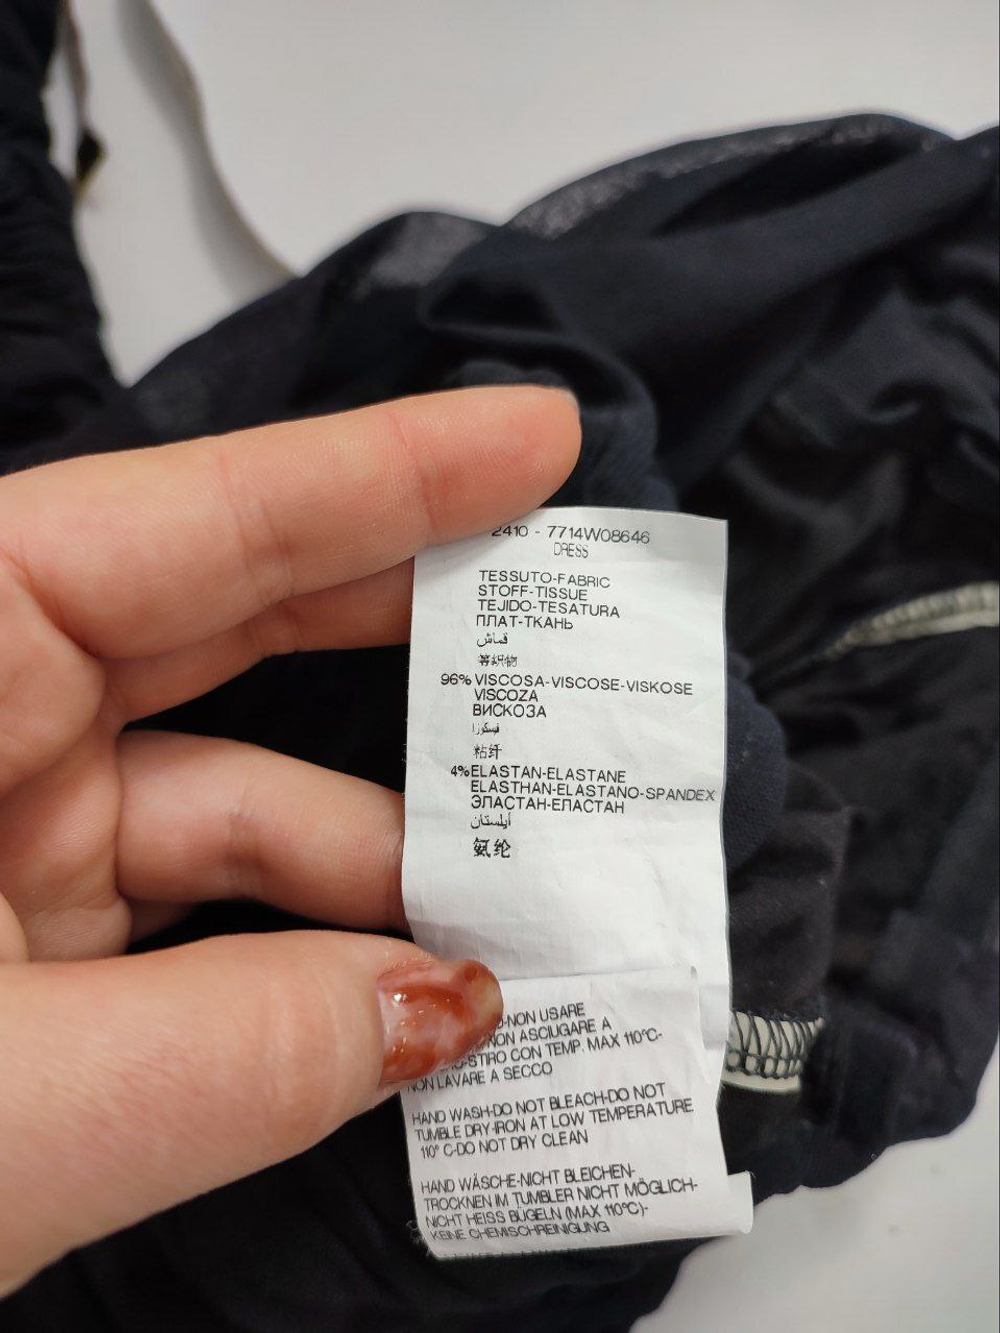 2410 - 7714W08646
DRESS
TESSUTO-FABRIC
STOFF-TISSUE
TEJIDO-TESATURA
ПЛАТ-ТКАНЬ
قماش
96% VISCOSA-VISCOSE-VISKOSE
VISCOZA
ВИСКОЗА
فيسكوزا
粘纤
4% ELASTAN-ELASTANE
ELASTHAN-ELASTANO-SPANDEX
ЭЛАСТАН-ЕЛАСТАН
أيلستان
氨纶
-NON USARE
NON ASCIUGARE A
-STIRO CON TEMP. MAX 110°C-
NON LAVARE A SECCO
HAND WASH-DO NOT BLEACH-DO NOT
TUMBLE DRY-IRON AT LOW TEMPERATURE
110° C-DO NOT DRY CLEAN
HAND WÄSCHE-NICHT BLEICHEN-
TROCKNEN IM TUMBLER NICHT MÖGLICH-
NICHT HEISS BÜGELN (MAX 110°C)-
KEINE CHEMISCHREINIGUNG